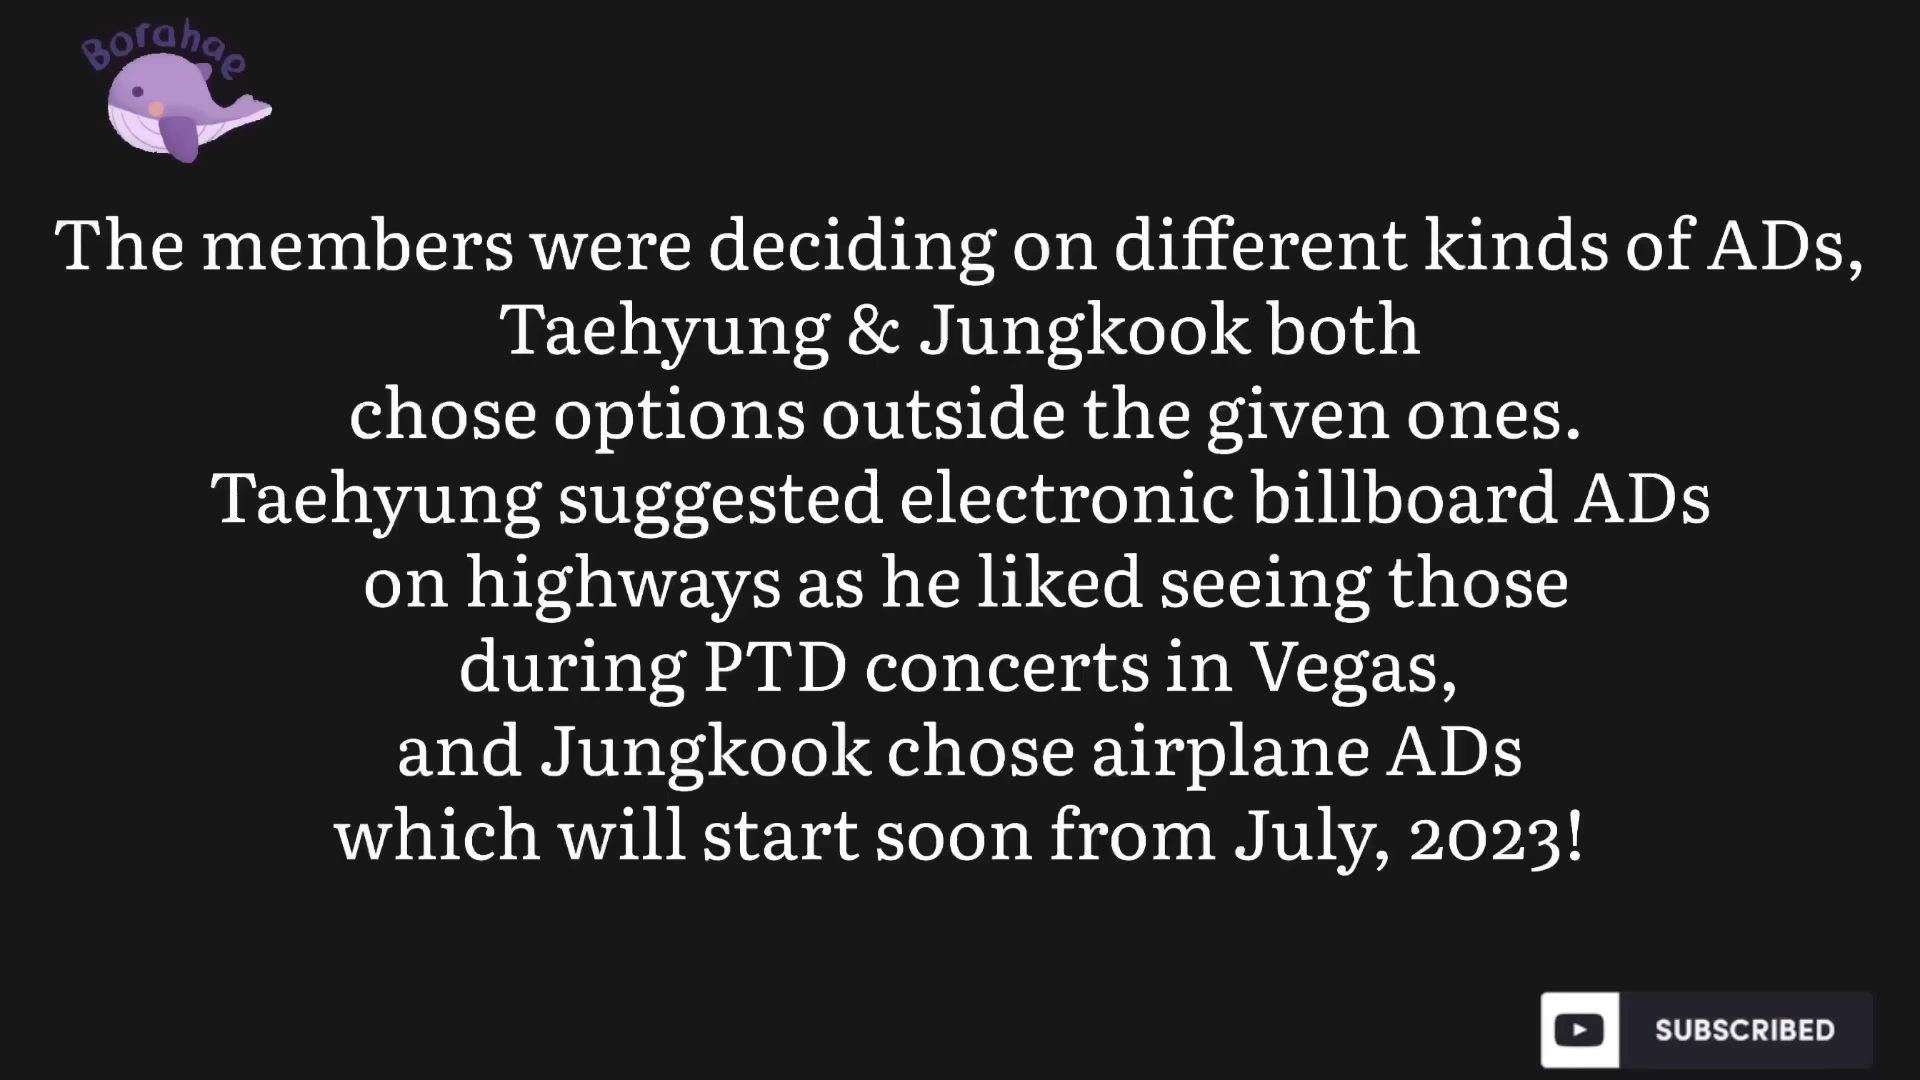 Borahae
The members were deciding on different kinds of ADs,
Taehyung & Jungkook both
chose options outside the given ones.
Taehyung suggested electronic billboard ADs
on highways as he liked seeing those
during PTD concerts in Vegas,
and Jungkook chose airplane ADs
which will start soon from July, 2023!
SUBSCRIBED